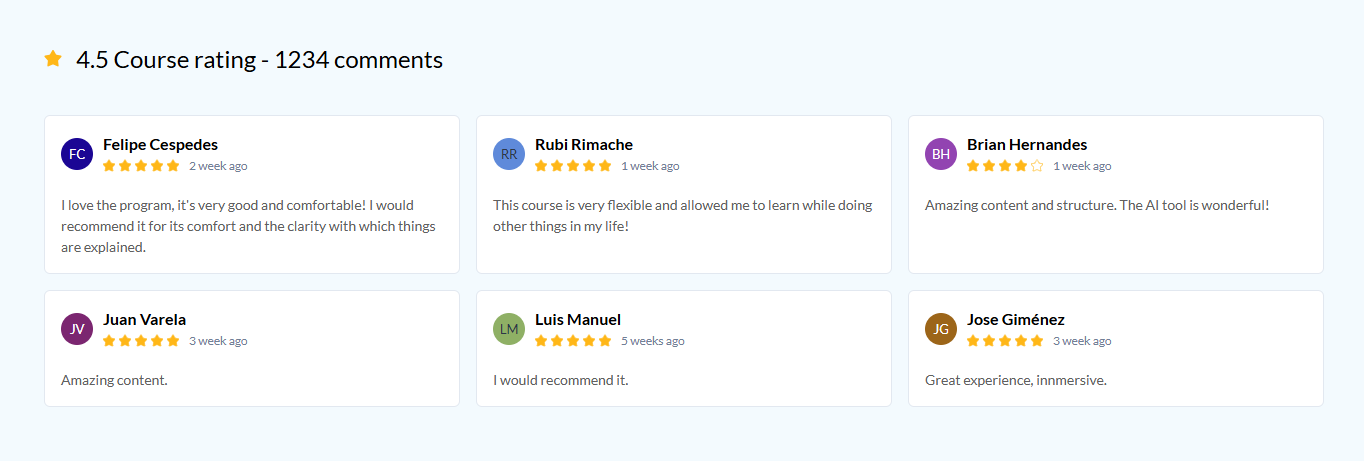 4.5 Course rating - 1234 comments
FC
Felipe Cespedes
2 week ago
I love the program, it's very good and comfortable! I would
recommend it for its comfort and the clarity with which things
are explained.
RR
Rubi Rimache
1 week ago
This course is very flexible and allowed me to learn while doing
other things in my life!
BH
Brian Hernandes
1 week ago
Amazing content and structure. The AI tool is wonderful!
JV
Juan Varela
3 week ago
Amazing content.
LM
Luis Manuel
5 weeks ago
I would recommend it.
JG
Jose Giménez
3 week ago
Great experience, innmersive.